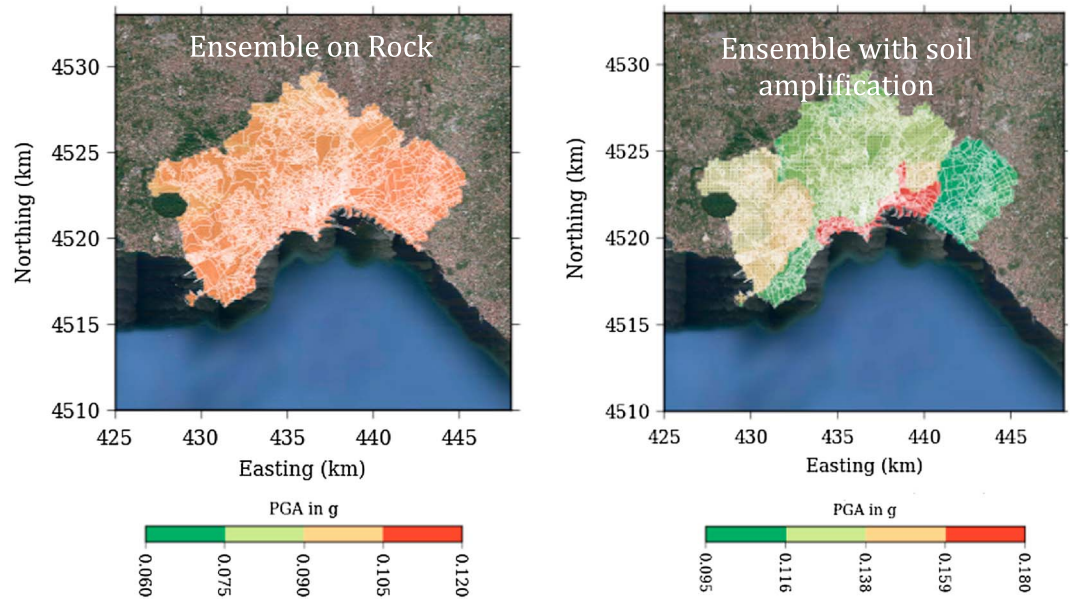 Ensemble on Rock
4530
4525
4520
4515
4510
Northing (km)
425 430 435 440 445
Easting (km)
PGA in g
0.060 0.075 0.090 0.105 0.120
Ensemble with soil
amplification
4530
4525
4520
4515
4510
Northing (km)
425 430 435 440 445
Easting (km)
PGA in g
0.095 0.116 0.138 0.159 0.180